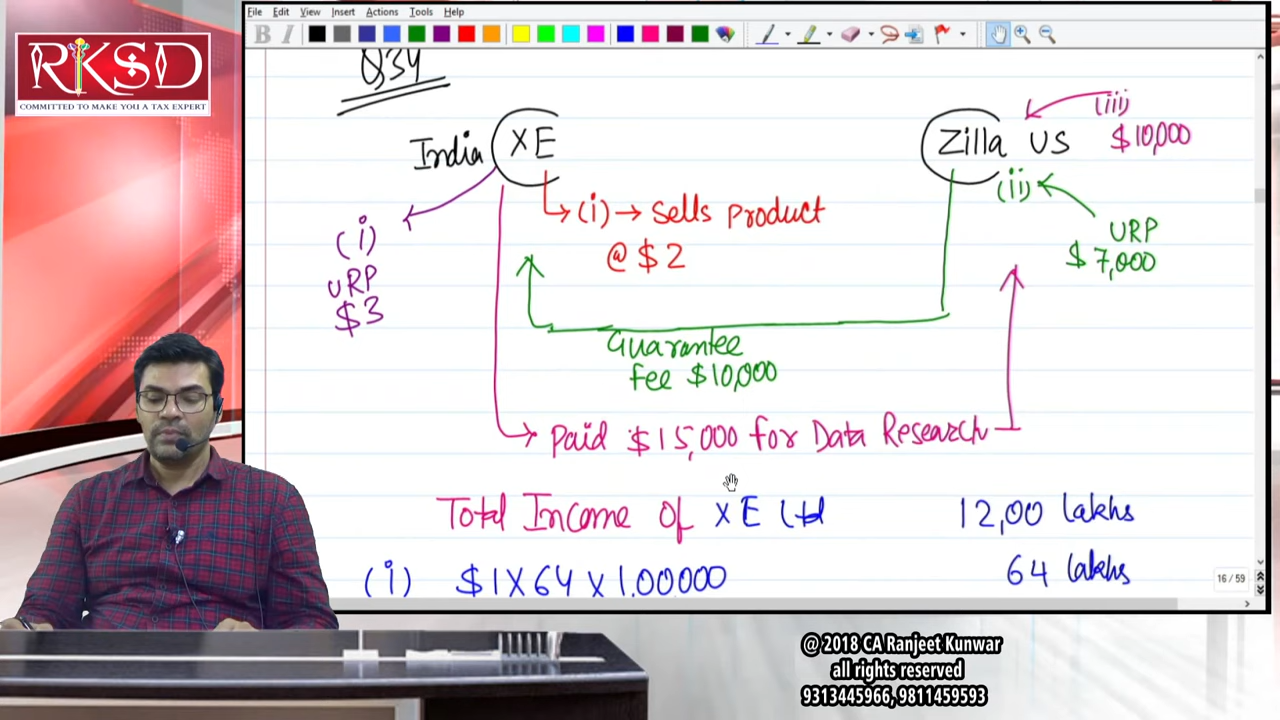 File Edit View Insert Actions Tools Help
B I
RKSD
COMMITTED TO MAKE YOU A TAX EXPERT
Q34
India XE
Zilla US
(iii)
$10,000
(i) → Sells Product
@ $2
(ii)
URP
$7,000
(i)
URP
$3
Guarantee
fee $10,000
Paid $15,000 for Data Research
Total Income of XE Ltd 12,00 lakhs
(i) $1 X 64 X 1,00000 64 lakhs
16 / 59
@ 2018 CA Ranjeet Kunwar
all rights reserved
9313445966, 9811459593